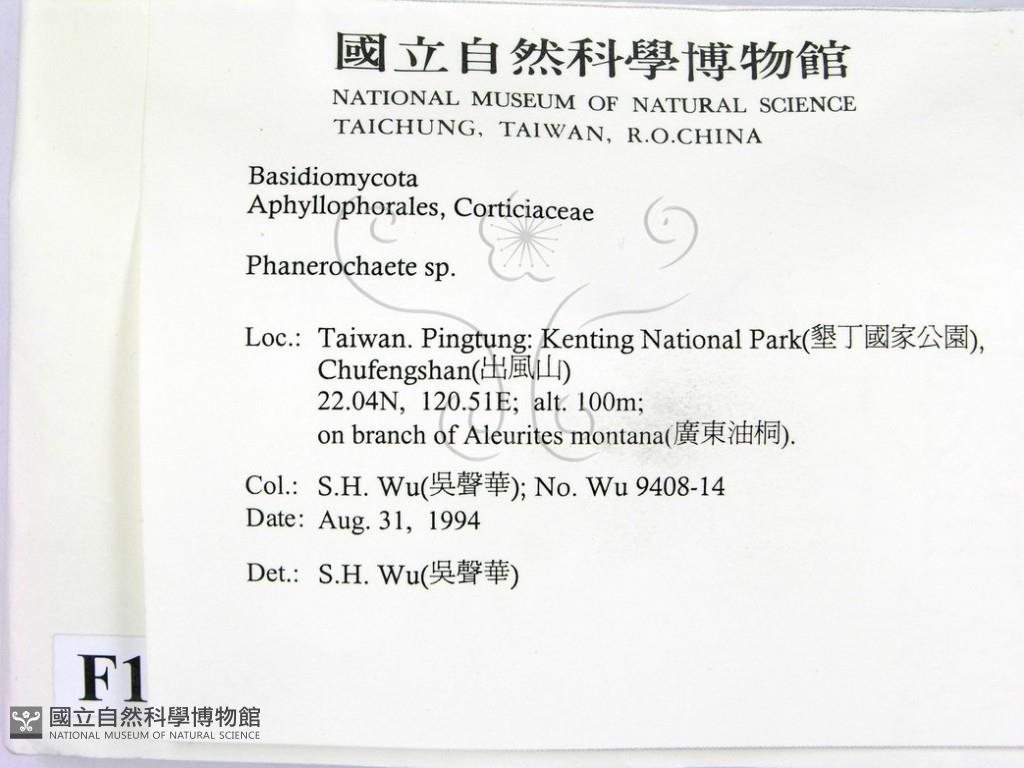 國立自然科學博物館
NATIONAL MUSEUM OF NATURAL SCIENCE
TAICHUNG, TAIWAN, R.O.CHINA
Basidiomycota
Aphyllophorales, Corticiaceae
Phanerochaete sp.
Loc.: Taiwan. Pingtung: Kenting National Park(墾丁國家公園),
Chufengshan(出風山)
22.04N, 120.51E; alt. 100m;
on branch of Aleurites montana(廣東油桐).
Col.: S.H. Wu(吳聲華); No. Wu 9408-14
Date: Aug. 31, 1994
Det.: S.H. Wu(吳聲華)
F1
國立自然科學博物館
NATIONAL MUSEUM OF NATURAL SCIENCE